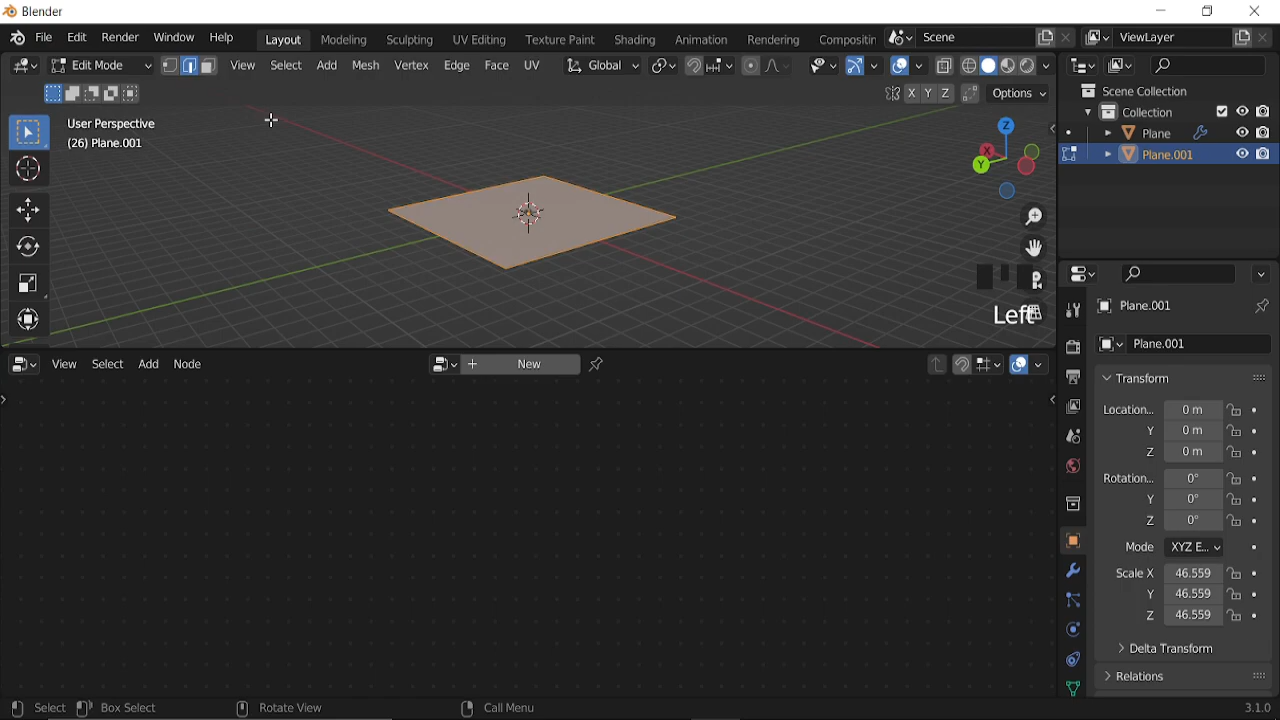 Blender
File Edit Render Window Help
Layout Modeling Sculpting UV Editing Texture Paint Shading Animation Rendering Compositin
Scene
ViewLayer
Edit Mode
View Select Add Mesh Vertex Edge Face UV
Global
X Y Z
Options
User Perspective
(26) Plane.001
Z
X
Y
Left
Scene Collection
Collection
Plane
Plane.001
View Select Add Node
New
Plane.001
Plane.001
Transform
Location... 0 m
Y 0 m
Z 0 m
Rotation... 0°
Y 0°
Z 0°
Mode XYZ E...
Scale X 46.559
Y 46.559
Z 46.559
Delta Transform
Relations
Select Box Select Rotate View Call Menu 3.1.0